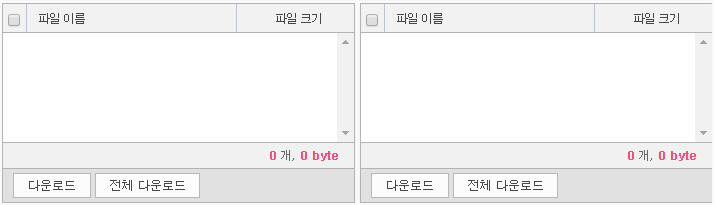 파일 이름 파일 크기 파일 이름 파일 크기
0 개, 0 byte 0 개, 0 byte
다운로드 전체 다운로드 다운로드 전체 다운로드